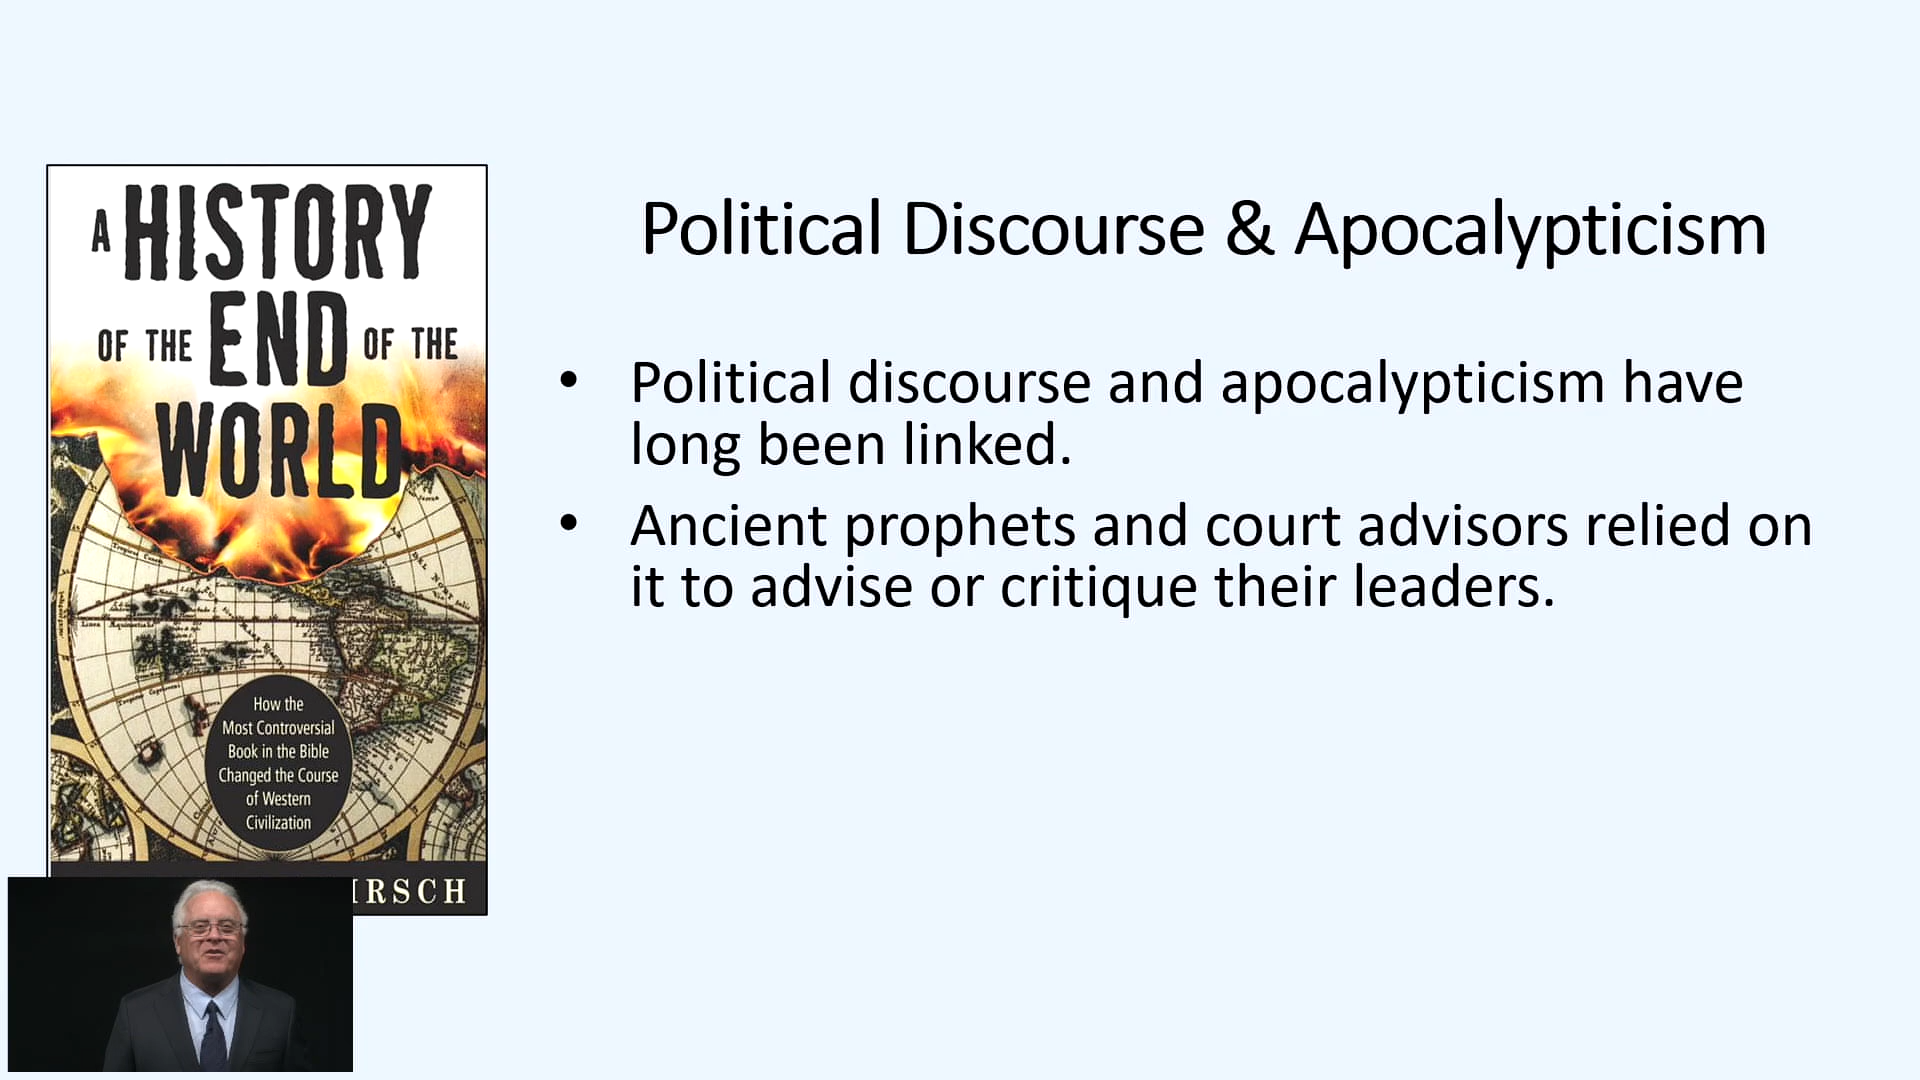 A HISTORY
OF THE END OF THE
WORLD
How the
Most Controversial
Book in the Bible
Changed the Course
of Western
Civilization
IRSCH
Political Discourse & Apocalypticism
• Political discourse and apocalypticism have
long been linked.
• Ancient prophets and court advisors relied on
it to advise or critique their leaders.